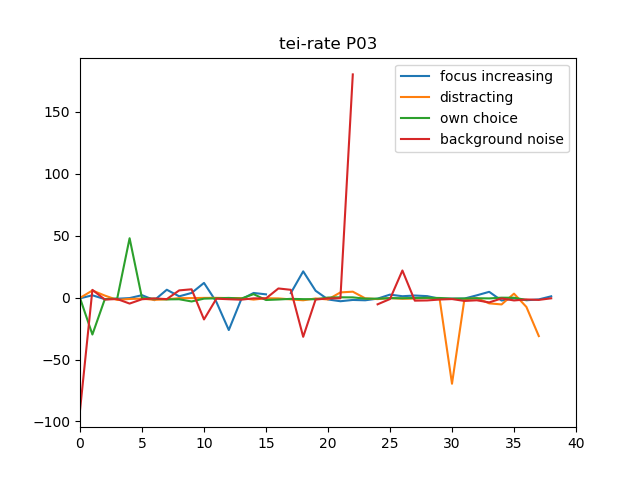 tei-rate P03
focus increasing
distracting
own choice
background noise
150
100
50
0
−50
−100
0 5 10 15 20 25 30 35 40